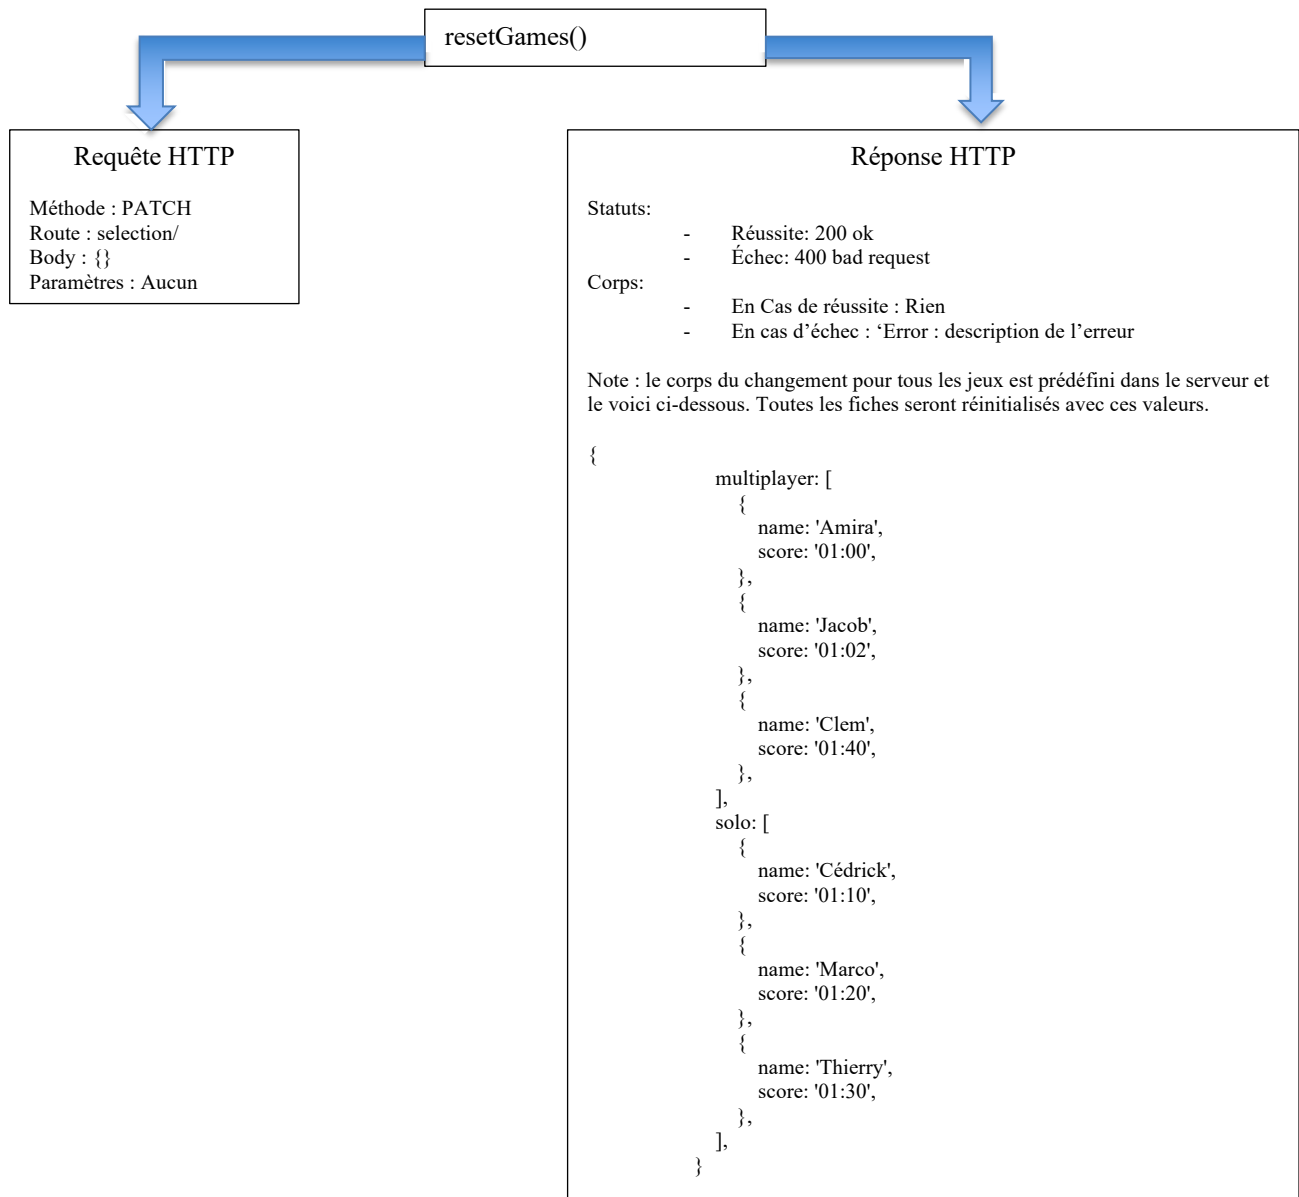 resetGames()
Requête HTTP
Méthode : PATCH
Route : selection/
Body : {}
Paramètres : Aucun
Réponse HTTP
Statuts:
- Réussite: 200 ok
- Échec: 400 bad request
Corps:
- En Cas de réussite : Rien
- En cas d’échec : ‘Error : description de l’erreur
Note : le corps du changement pour tous les jeux est prédéfini dans le serveur et
le voici ci-dessous. Toutes les fiches seront réinitialisés avec ces valeurs.
{
multiplayer: [
{
name: 'Amira',
score: '01:00',
},
{
name: 'Jacob',
score: '01:02',
},
{
name: 'Clem',
score: '01:40',
},
],
solo: [
{
name: 'Cédrick',
score: '01:10',
},
{
name: 'Marco',
score: '01:20',
},
{
name: 'Thierry',
score: '01:30',
},
],
}